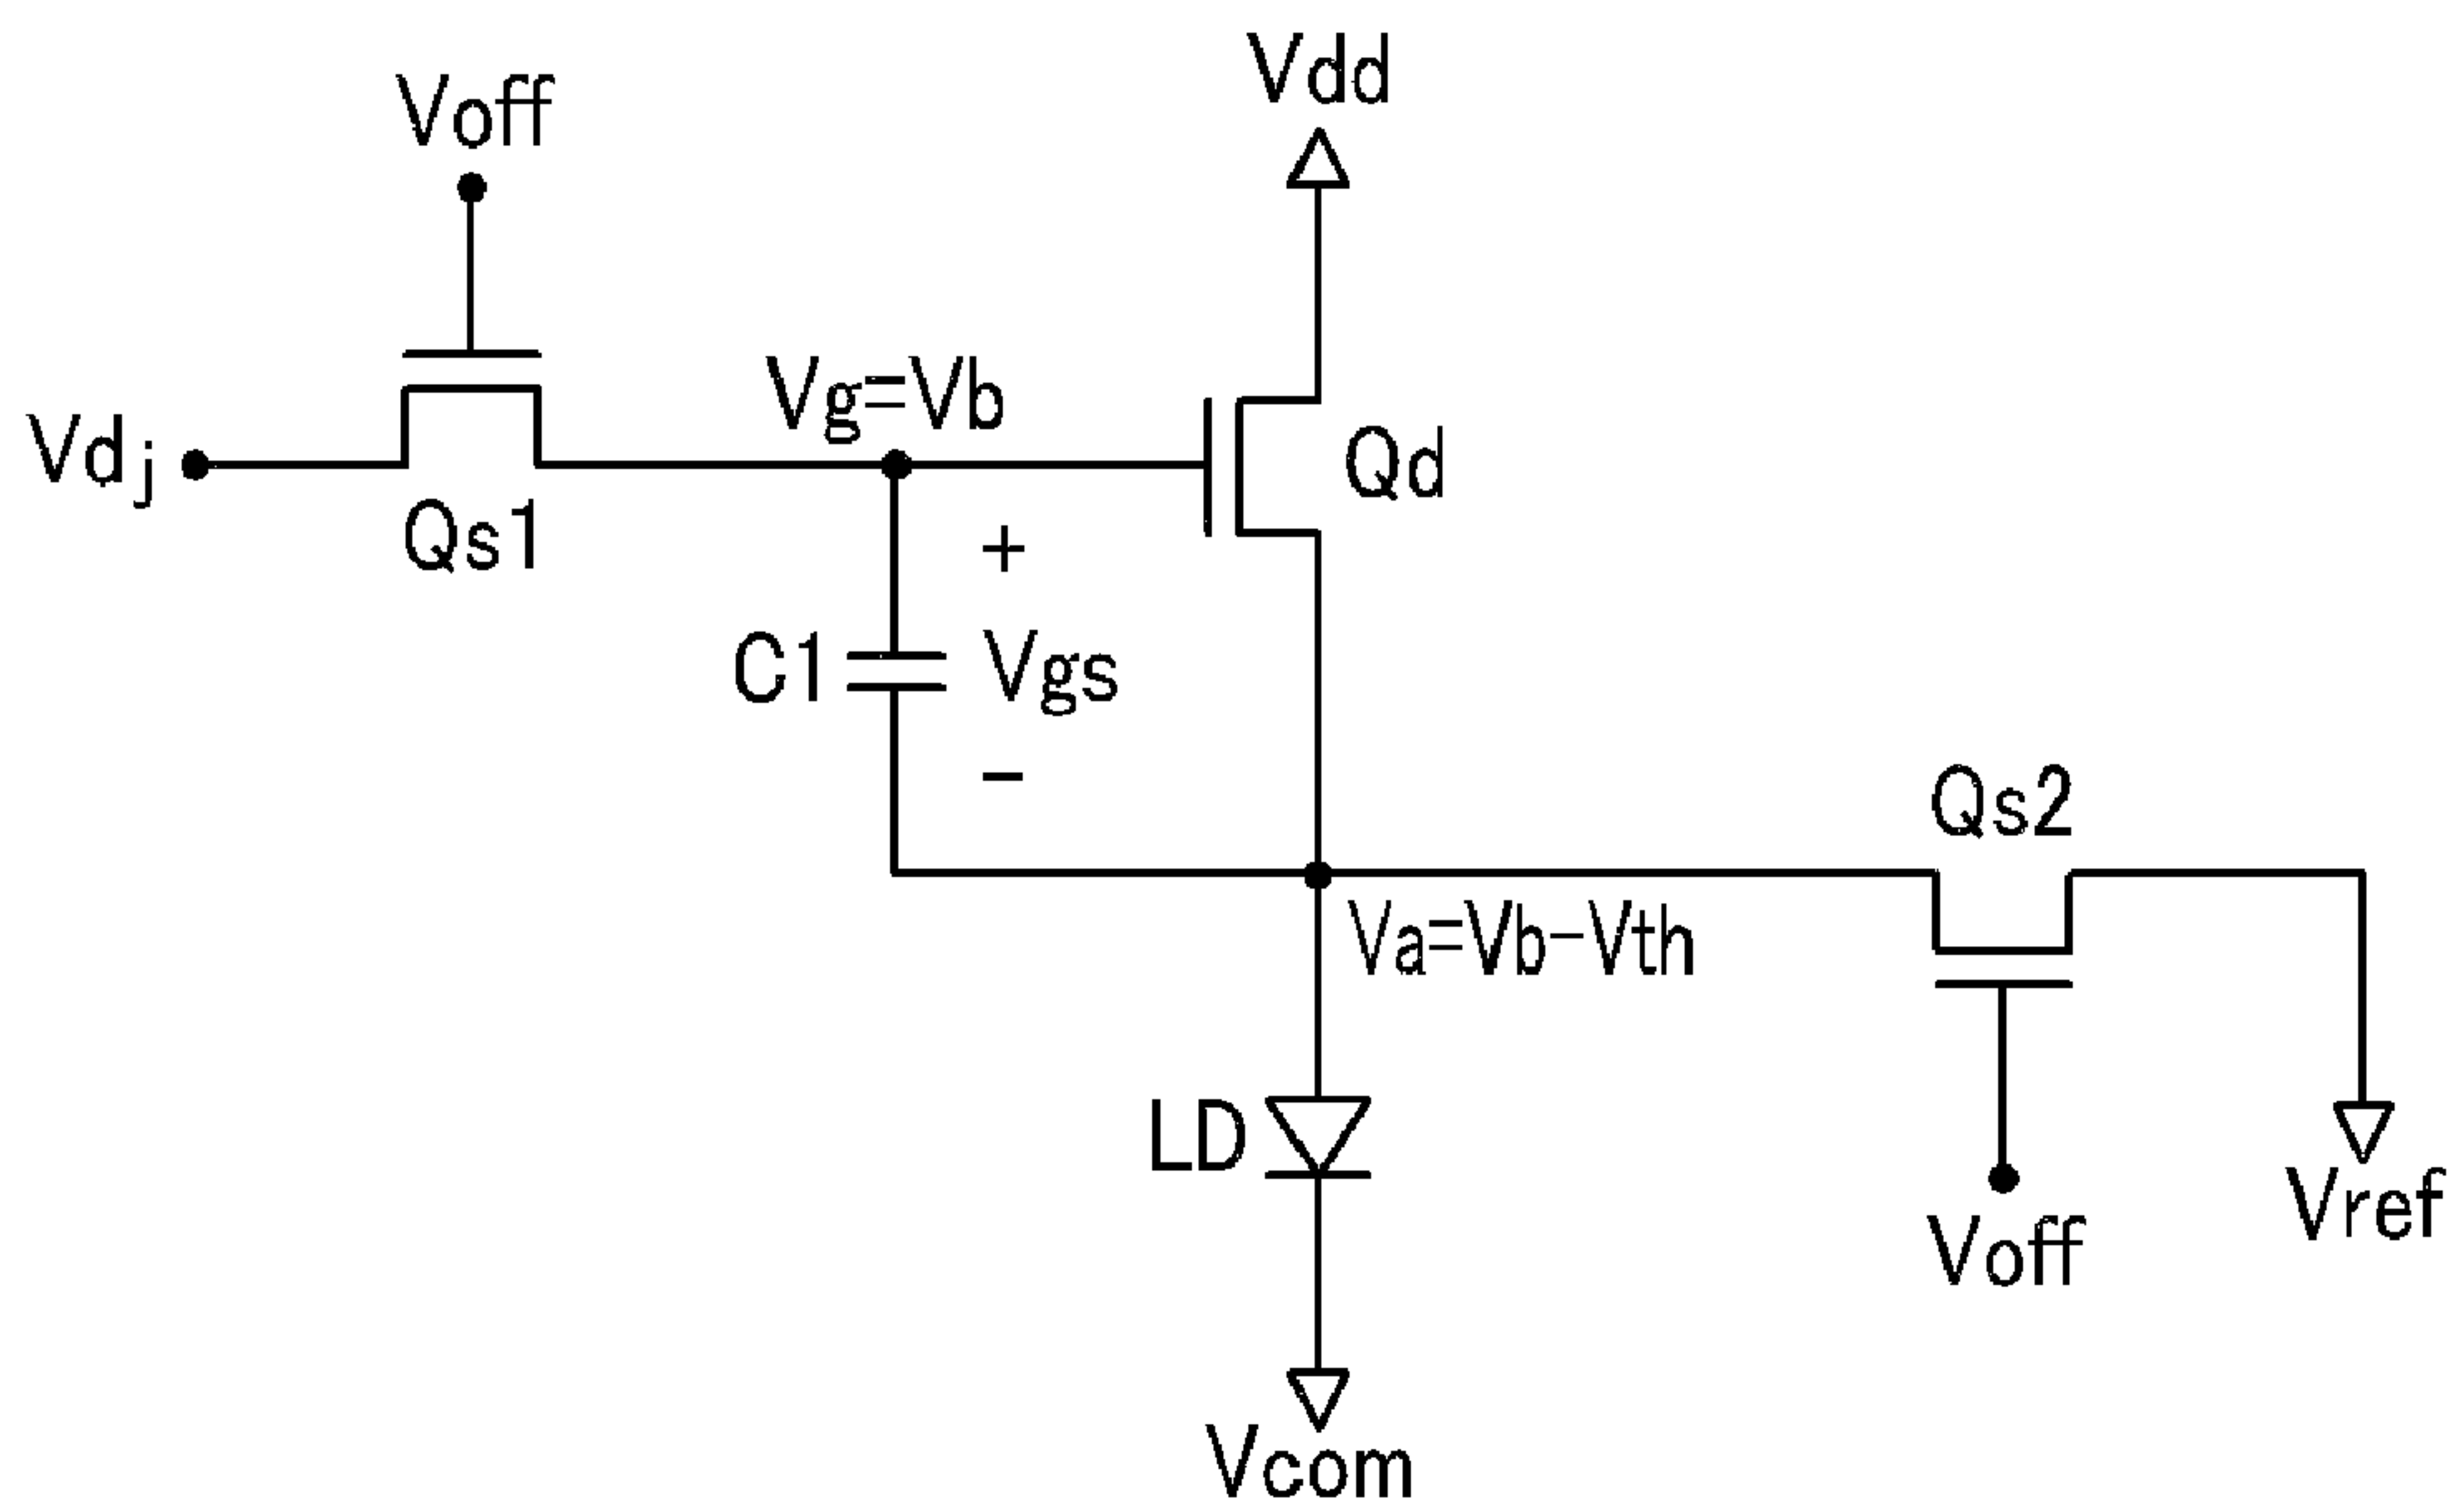 Vdd
Voff
Vg=Vb
Vdj
Qd
Qs1
+
C1
Vgs
−
Qs2
Va=Vb−Vth
LD
Vref
Voff
Vcom